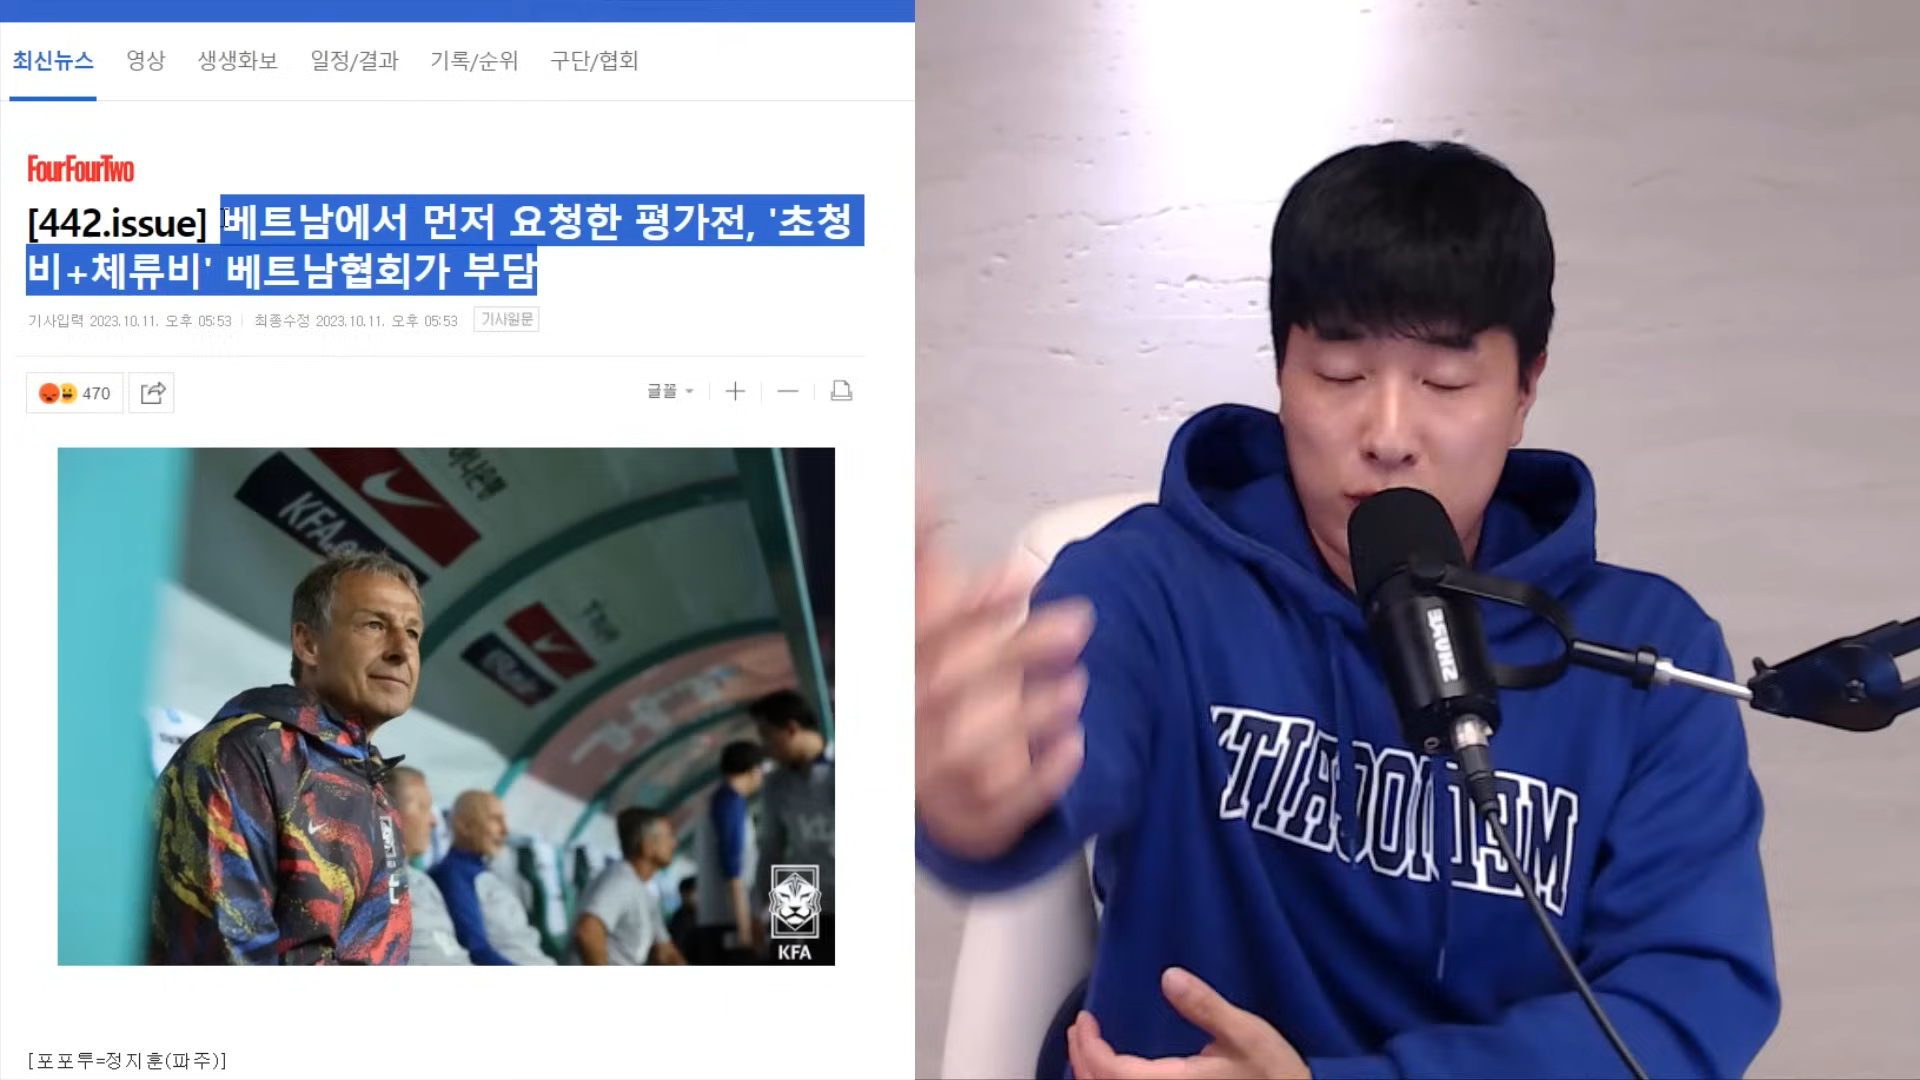 최신뉴스 영상 생생화보 일정/결과 기록/순위 구단/협회
FourFourTwo
[442.issue] 베트남에서 먼저 요청한 평가전, '초청
비+체류비' 베트남협회가 부담
기사입력 2023.10.11. 오후 05:53 최종수정 2023.10.11. 오후 05:53 기사원문
470
글꼴
KFA
KFA
[포포투=정지훈(파주)]
SHURE